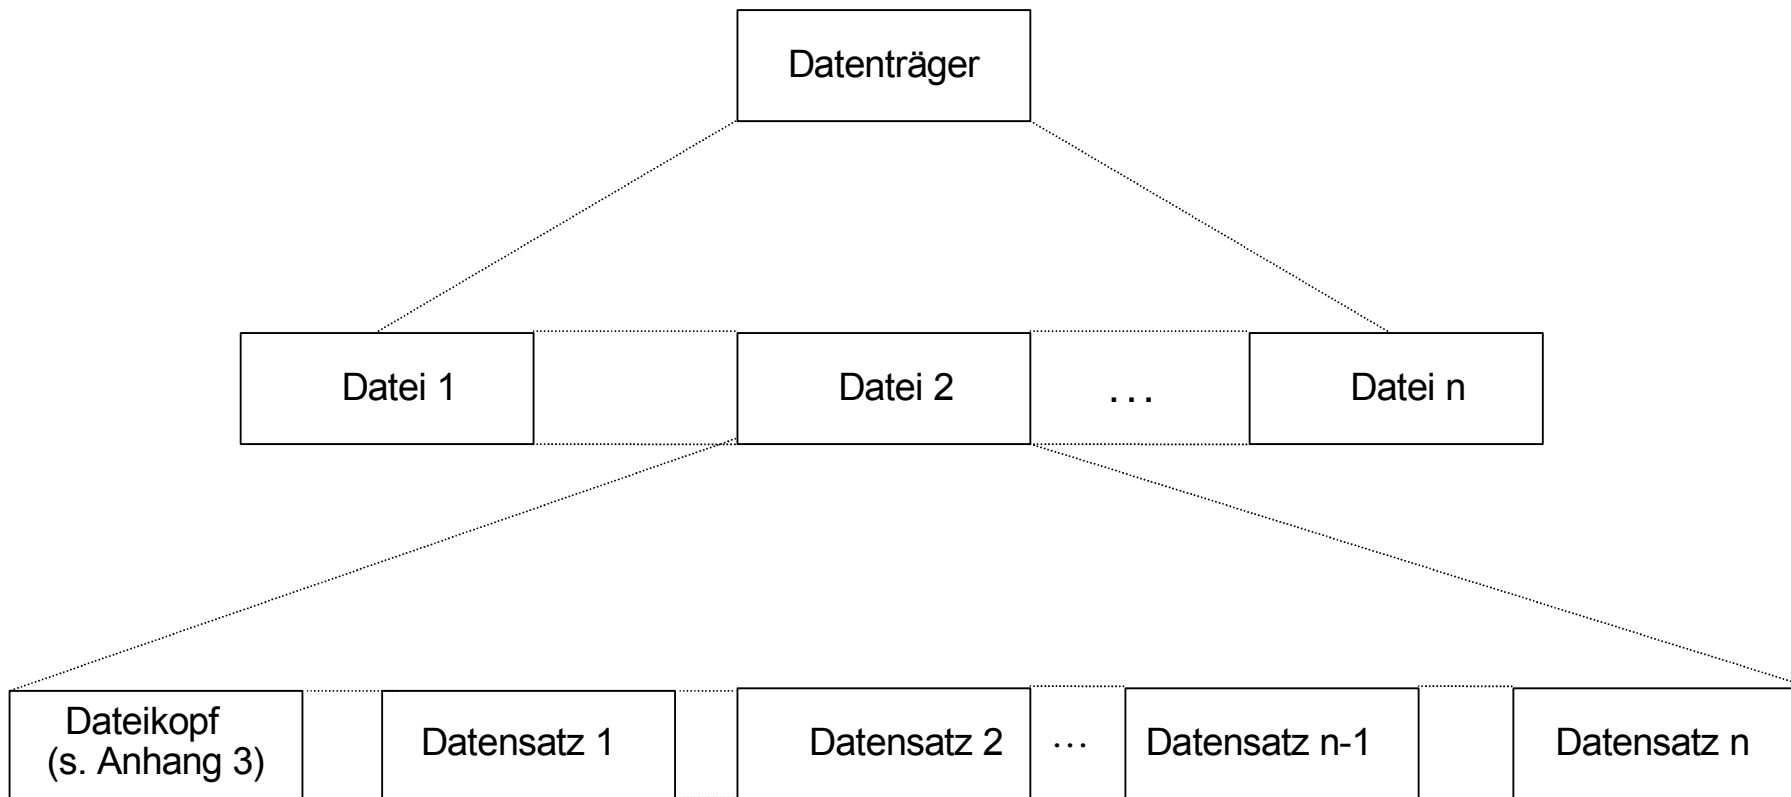 Datenträger
Datei 1
Datei 2
...
Datei n
Dateikopf
(s. Anhang 3)
Datensatz 1
Datensatz 2
...
Datensatz n-1
Datensatz n